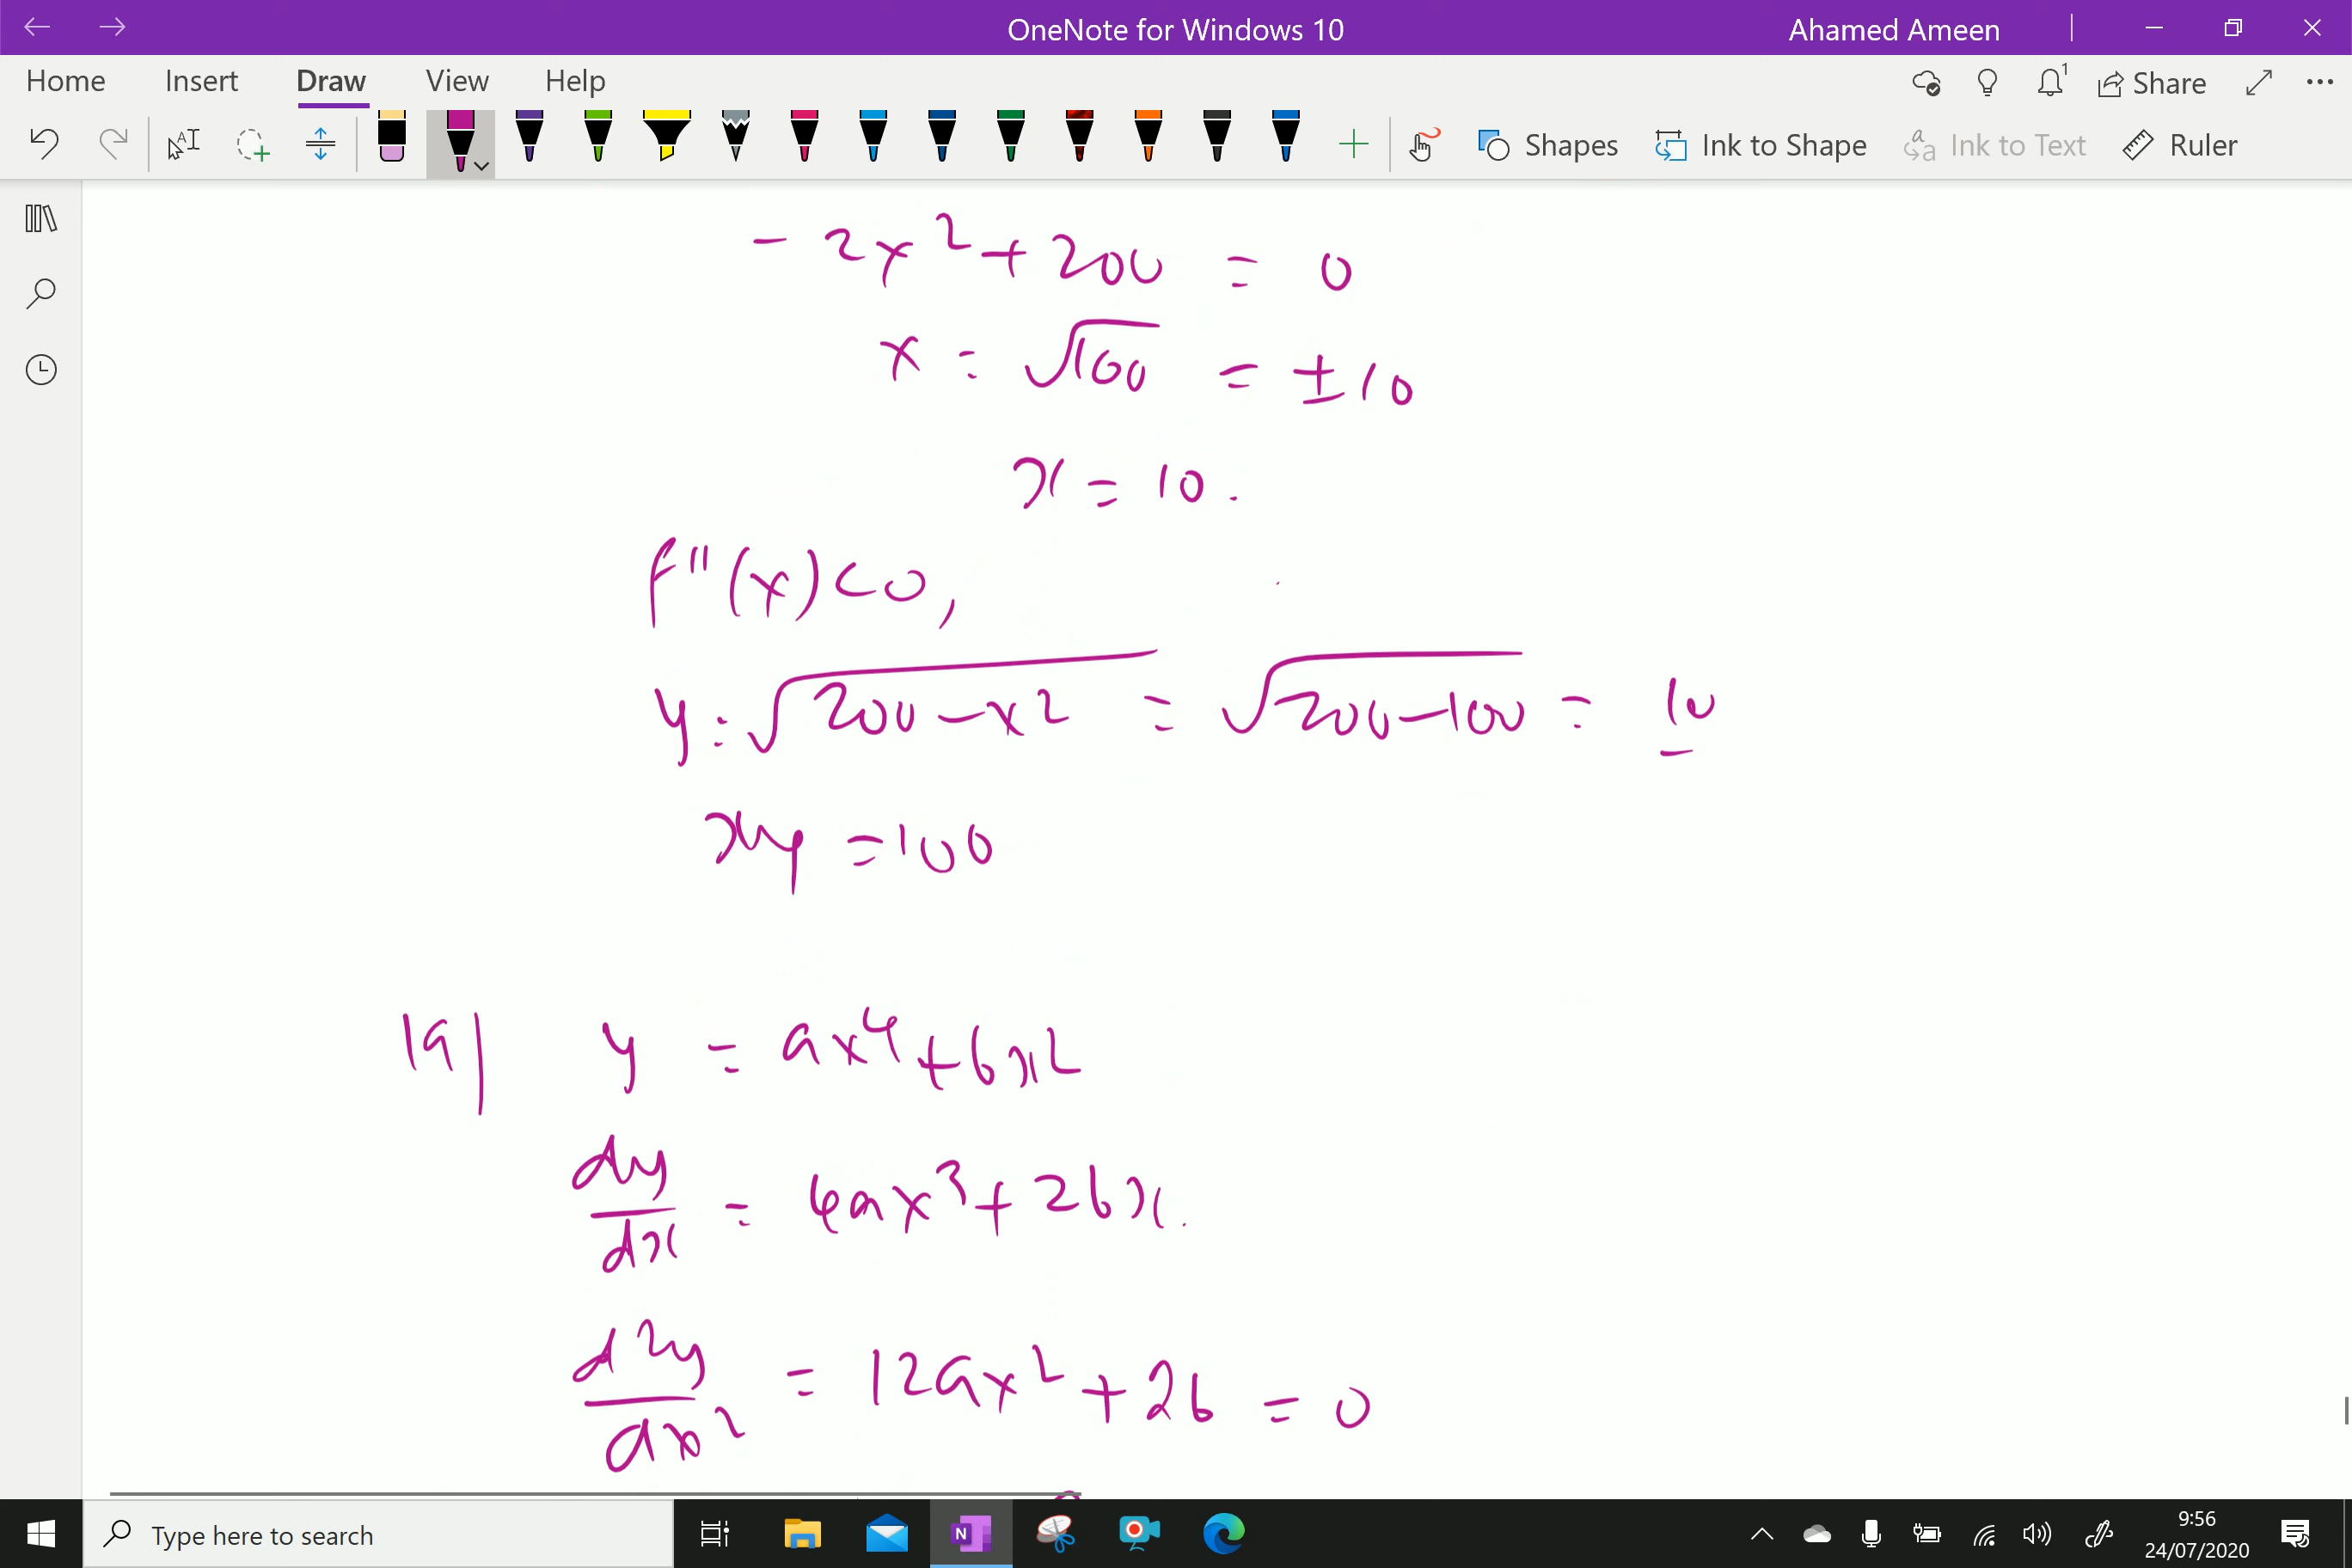 OneNote for Windows 10
Ahamed Ameen
Home Insert Draw View Help
1
Share
Shapes
Ink to Shape
Ink to Text
Ruler
- 2x² + 200 = 0
x = √100 = ±10
x = 10.
f''(x) < 0,
y = √200 - x2 = √200-100 = 10
xy = 100
19) y = ax⁴ + bx2
dy/dx = 4ax³ + 2bx.
d²y/dx² = 12ax² + 2b = 0
Type here to search
9:56
24/07/2020